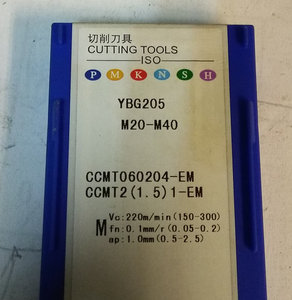 切削刀具
CUTTING TOOLS
ISO
P M K N S H
YBG205
M20-M40
CCMT060204-EM
CCMT2(1.5)1-EM
M
Vc:220m/min(150-300)
fn:0.1mm/r(0.05-0.2)
ap:1.0mm(0.5-2.5)